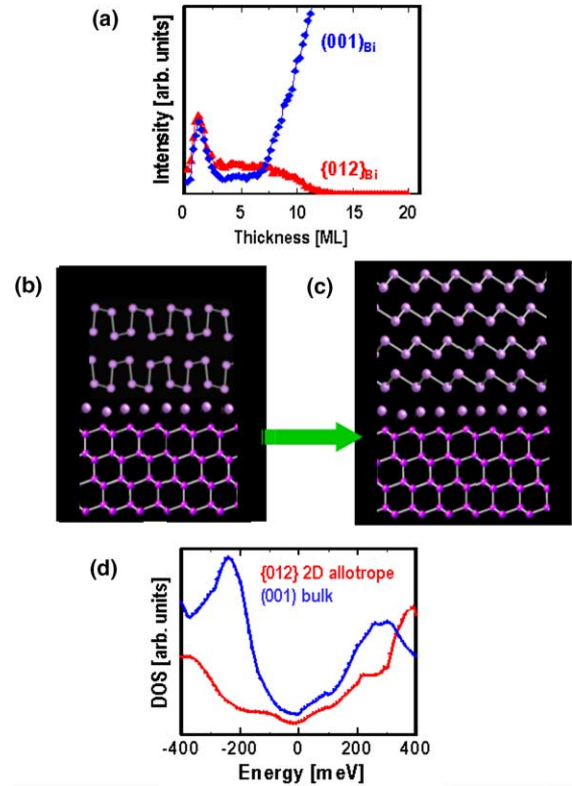 (a)
Intensity [arb. units]
(001)Bi
{012}Bi
0 5 10 15 20
Thickness [ML]
(b)
(c)
(d)
DOS [arb. units]
{012} 2D allotrope
(001) bulk
-400 -200 0 200 400
Energy [meV]